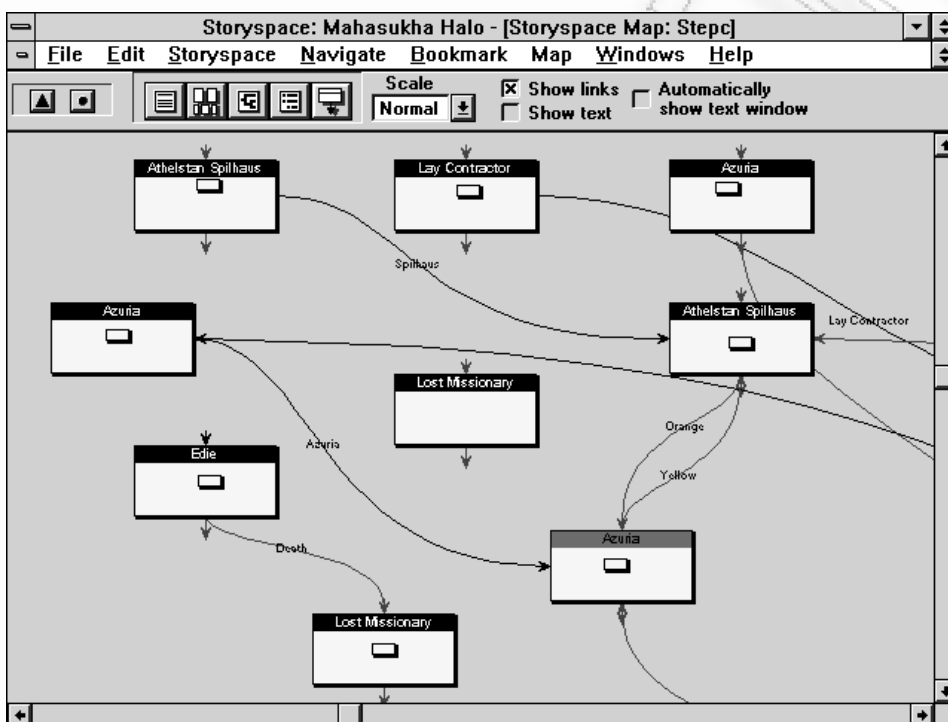 Storyspace: Mahasukha Halo - [Storyspace Map: Stepc]
File Edit Storyspace Navigate Bookmark Map Windows Help
Scale
Normal
Show links
Show text
Automatically
show text window
Athelstan Spilhaus
Lay Contractor
Azuria
Spilhaus
Azuria
Athelstan Spilhaus
Lay Contractor
Lost Missionary
Orange
Azuria
Edie
Yellow
Azuria
Death
Lost Missionary